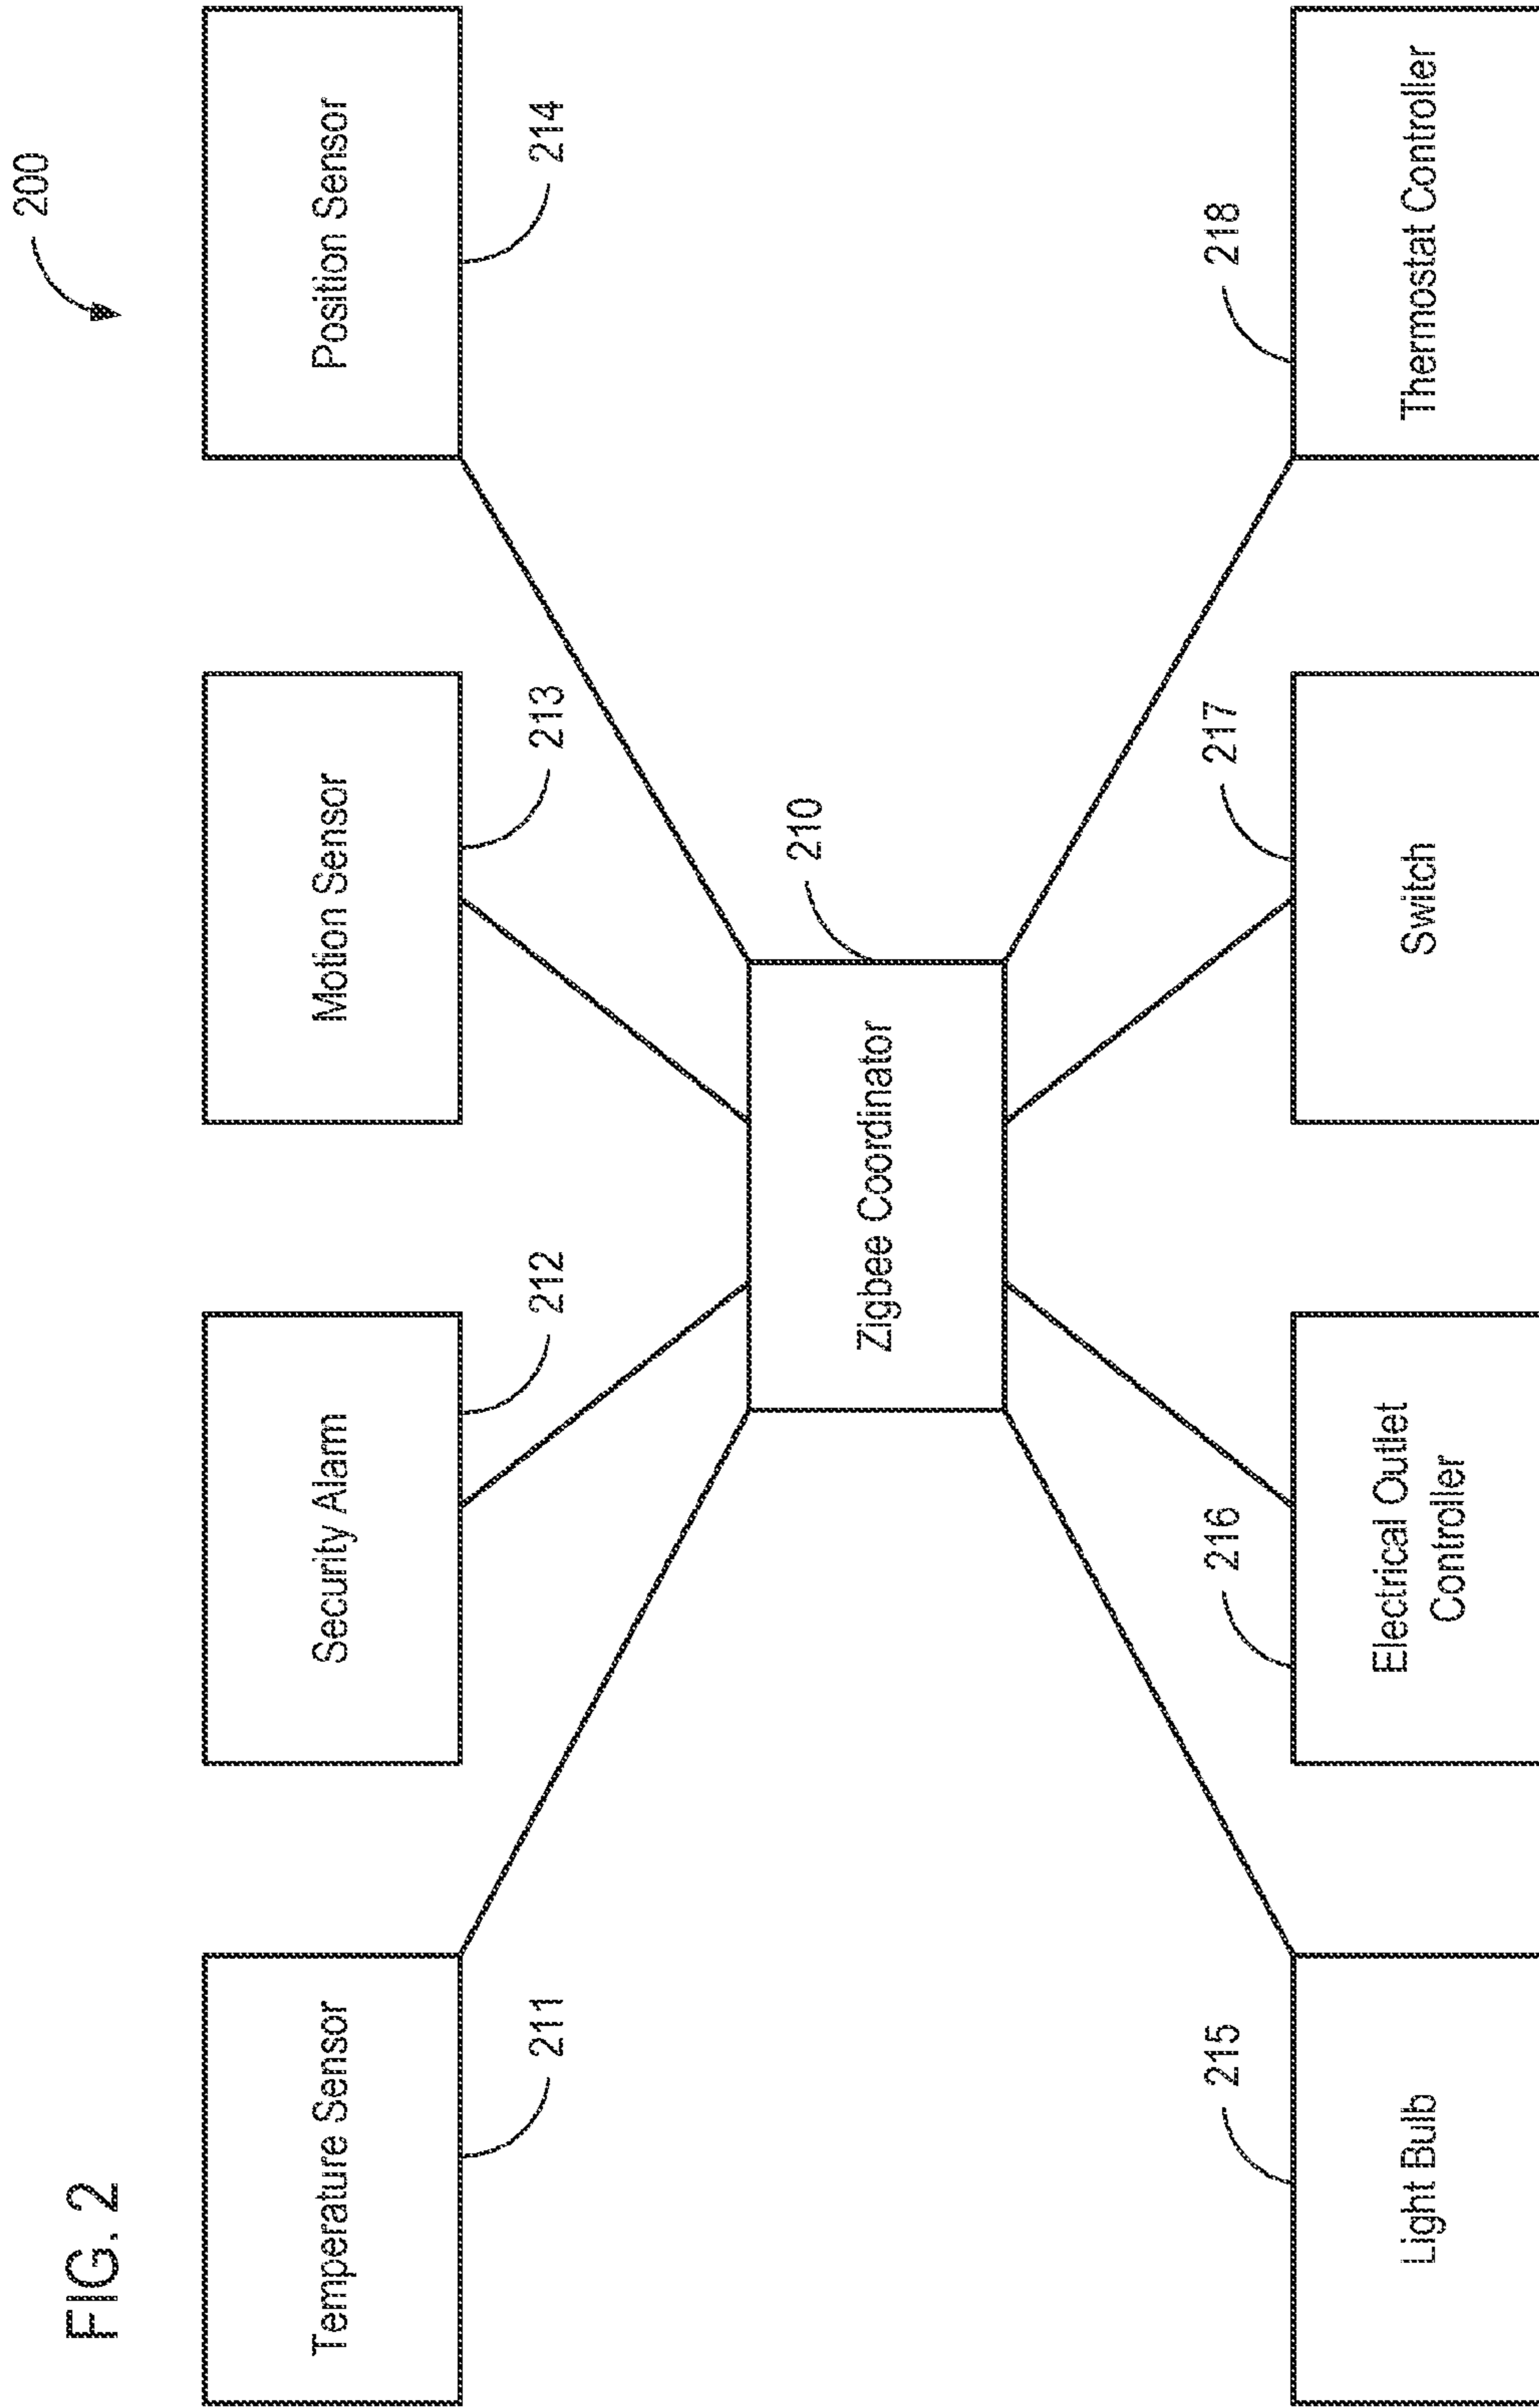 FIG. 2
200
Temperature Sensor
211
Security Alarm
212
Motion Sensor
213
Position Sensor
214
Zigbee Coordinator
210
Light Bulb
215
Electrical Outlet
Controller
216
Switch
217
Thermostat Controller
218